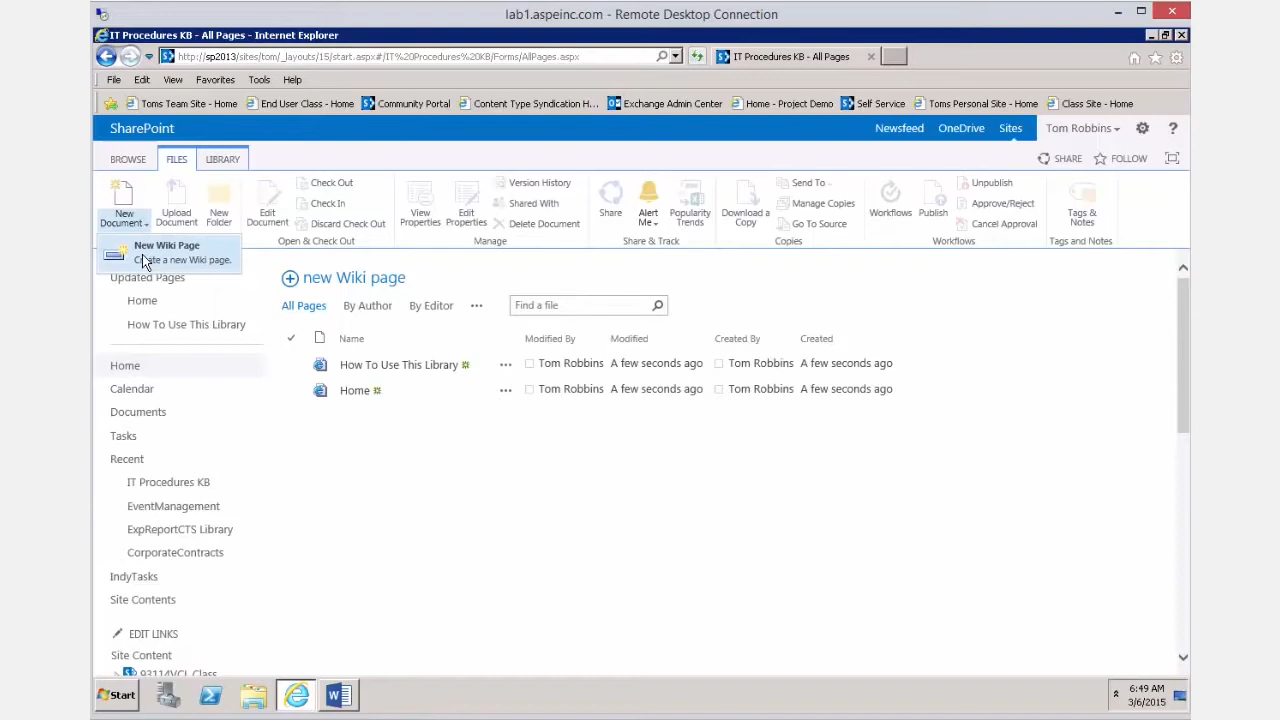 lab1.aspeinc.com - Remote Desktop Connection
IT Procedures KB - All Pages - Internet Explorer
http://sp2013/sites/tom/_layouts/15/start.aspx#/IT%20Procedures%20KB/Forms/AllPages.aspx
IT Procedures KB - All Pages
File Edit View Favorites Tools Help
Toms Team Site - Home End User Class - Home Community Portal Content Type Syndication H... Exchange Admin Center Home - Project Demo Self Service Toms Personal Site - Home Class Site - Home
SharePoint Newsfeed OneDrive Sites Tom Robbins ?
BROWSE FILES LIBRARY SHARE FOLLOW
New Document Upload Document New Folder Edit Document Check Out Check In Discard Check Out View Properties Edit Properties Version History Shared With Delete Document Share Alert Me Popularity Trends Download a Copy Send To Manage Copies Go To Source Workflows Publish Unpublish Approve/Reject Cancel Approval Tags & Notes
Open & Check Out Manage Share & Track Copies Workflows Tags and Notes
New Wiki Page
Create a new Wiki page.
Updated Pages
Home
How To Use This Library
Home
Calendar
Documents
Tasks
Recent
IT Procedures KB
EventManagement
ExpReportCTS Library
CorporateContracts
IndyTasks
Site Contents
EDIT LINKS
Site Content
93114VCL Class
new Wiki page
All Pages By Author By Editor ... Find a file
Name Modified By Modified Created By Created
How To Use This Library ... Tom Robbins A few seconds ago Tom Robbins A few seconds ago
Home ... Tom Robbins A few seconds ago Tom Robbins A few seconds ago
Start
6:49 AM
3/6/2015